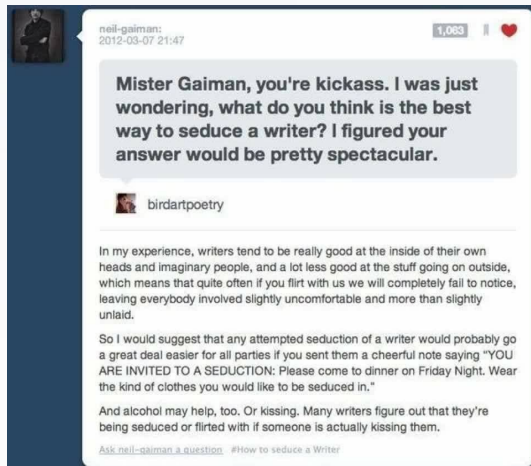 neil-gaiman:
2012-03-07 21:47
1,063
Mister Gaiman, you're kickass. I was just
wondering, what do you think is the best
way to seduce a writer? I figured your
answer would be pretty spectacular.
birdartpoetry
In my experience, writers tend to be really good at the inside of their own
heads and imaginary people, and a lot less good at the stuff going on outside,
which means that quite often if you flirt with us we will completely fail to notice,
leaving everybody involved slightly uncomfortable and more than slightly
unlaid.
So I would suggest that any attempted seduction of a writer would probably go
a great deal easier for all parties if you sent them a cheerful note saying "YOU
ARE INVITED TO A SEDUCTION: Please come to dinner on Friday Night. Wear
the kind of clothes you would like to be seduced in."
And alcohol may help, too. Or kissing. Many writers figure out that they're
being seduced or flirted with if someone is actually kissing them.
Ask neil-gaiman a question #How to seduce a Writer